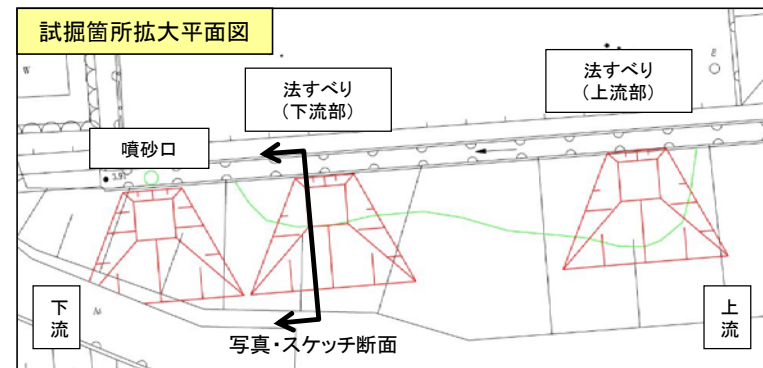 試掘箇所拡大平面図
法すべり
（下流部）
法すべり
（上流部）
噴砂口
3.91
W
E
下
流
上
流
写真・スケッチ断面